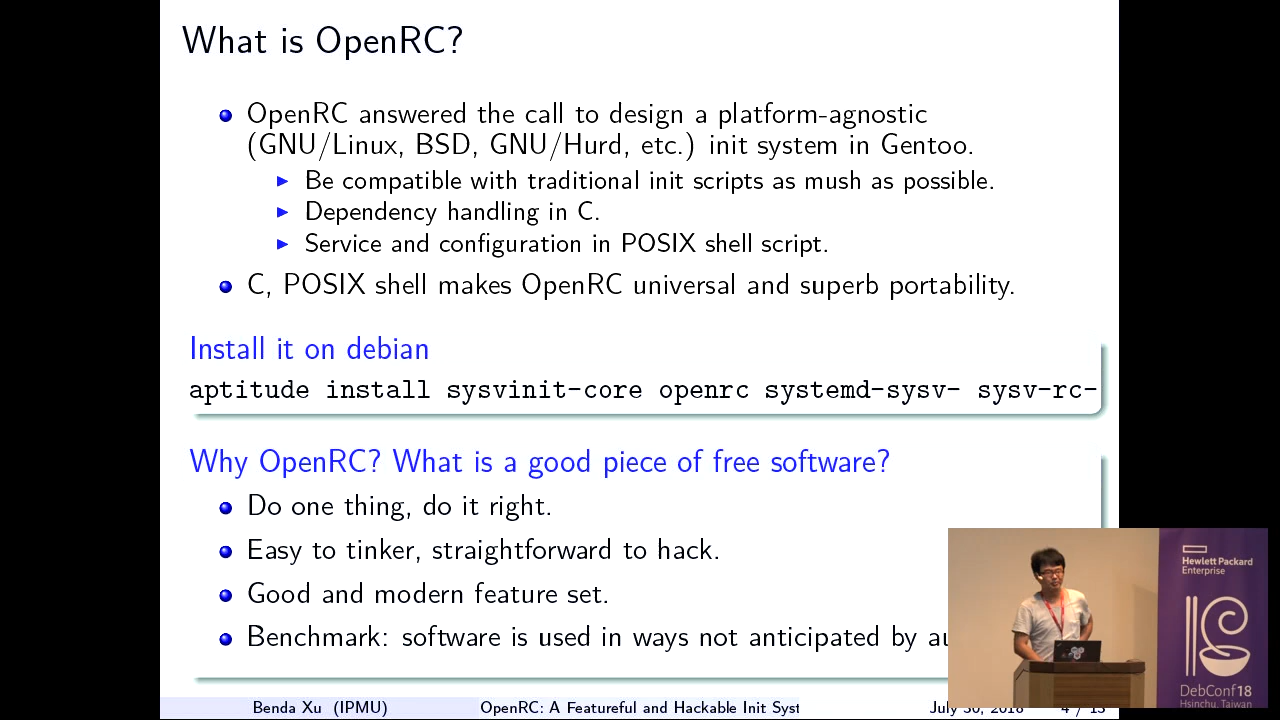 What is OpenRC?
OpenRC answered the call to design a platform-agnostic
(GNU/Linux, BSD, GNU/Hurd, etc.) init system in Gentoo.
Be compatible with traditional init scripts as mush as possible.
Dependency handling in C.
Service and configuration in POSIX shell script.
C, POSIX shell makes OpenRC universal and superb portability.
Install it on debian
aptitude install sysvinit-core openrc systemd-sysv- sysv-rc-
Why OpenRC? What is a good piece of free software?
Do one thing, do it right.
Easy to tinker, straightforward to hack.
Good and modern feature set.
Benchmark: software is used in ways not anticipated by
Hewlett Packard
Enterprise
DebConf18
Hsinchu, Taiwan
Benda Xu (IPMU) OpenRC: A Featureful and Hackable Init Syst July 30, 2018 4 / 13